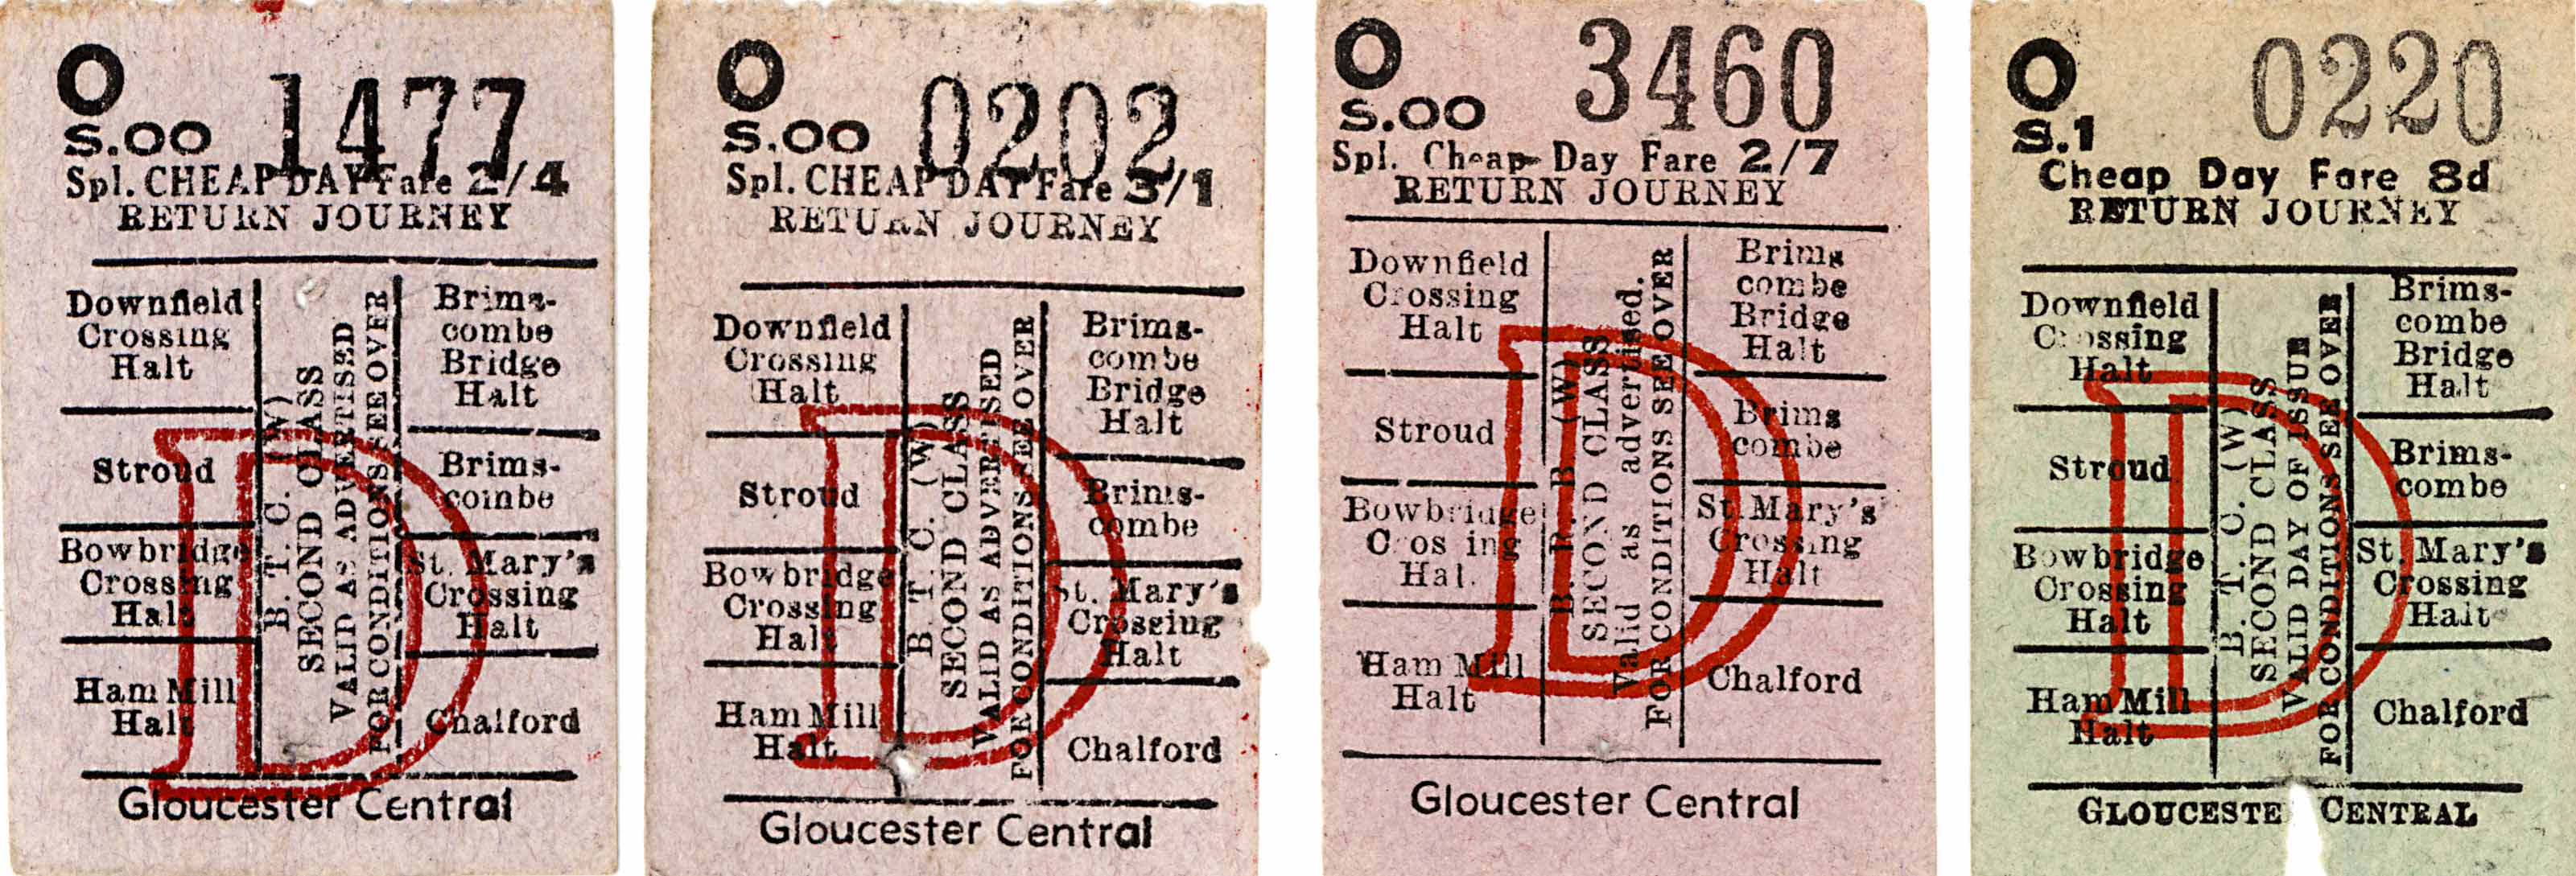 O
1477
S.OO
Spl. CHEAP DAY Fare 2/4
RETURN JOURNEY
Downfield
Crossing
Halt
Stroud
Bowbridge
Crossing
Halt
Ham Mill
Halt
B. T. C. (W)
SECOND CLASS
VALID AS ADVERTISED
FOR CONDITIONS SEE OVER
Brims-
combe
Bridge
Halt
Brims-
combe
St. Mary's
Crossing
Halt
Chalford
D
Gloucester Central
O
0202
S.OO
Spl. CHEAP DAY Fare 3/1
RETURN JOURNEY
Downfield
Crossing
Halt
Stroud
Bowbridge
Crossing
Halt
Ham Mill
Halt
B. T. C. (W)
SECOND CLASS
VALID AS ADVERTISED
FOR CONDITIONS SEE OVER
Brims-
combe
Bridge
Halt
Brims-
combe
St. Mary's
Crossing
Halt
Chalford
D
Gloucester Central
O
3460
S.OO
Spl. Cheap Day Fare 2/7
RETURN JOURNEY
Downfield
Crossing
Halt
Stroud
Bowbridge
Crossing
Halt
Ham Mill
Halt
B. R. B (W)
SECOND CLASS
Valid as advertised.
FOR CONDITIONS SEE OVER
Brims
combe
Bridge
Halt
Brims
combe
St. Mary's
Crossing
Halt
Chalford
D
Gloucester Central
O
0220
S.1
Cheap Day Fare 8d
RETURN JOURNEY
Downfield
Crossing
Halt
Stroud
Bowbridge
Crossing
Halt
Ham Mill
Halt
B. T. C. (W)
SECOND CLASS
VALID DAY OF ISSUE
FOR CONDITIONS SEE OVER
Brims-
combe
Bridge
Halt
Brims-
combe
St. Mary's
Crossing
Halt
Chalford
D
GLOUCESTE CENTRAL